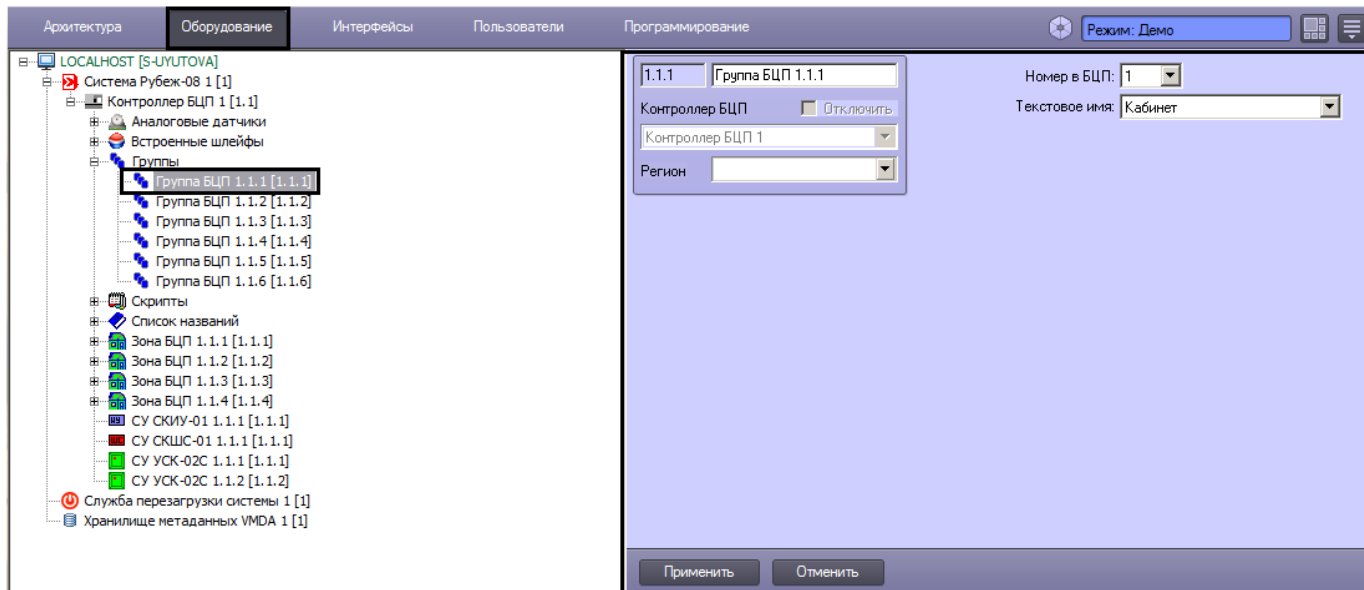 Архитектура Оборудование Интерфейсы Пользователи Программирование Режим: Демо
LOCALHOST [S-UYUTOVA]
Система Рубеж-08 1 [1]
Контроллер БЦП 1 [1.1]
Аналоговые датчики
Встроенные шлейфы
Группы
Группа БЦП 1.1.1 [1.1.1]
Группа БЦП 1.1.2 [1.1.2]
Группа БЦП 1.1.3 [1.1.3]
Группа БЦП 1.1.4 [1.1.4]
Группа БЦП 1.1.5 [1.1.5]
Группа БЦП 1.1.6 [1.1.6]
Скрипты
Список названий
Зона БЦП 1.1.1 [1.1.1]
Зона БЦП 1.1.2 [1.1.2]
Зона БЦП 1.1.3 [1.1.3]
Зона БЦП 1.1.4 [1.1.4]
СУ СКИУ-01 1.1.1 [1.1.1]
СУ СКШС-01 1.1.1 [1.1.1]
СУ УСК-02С 1.1.1 [1.1.1]
СУ УСК-02С 1.1.2 [1.1.2]
Служба перезагрузки системы 1 [1]
Хранилище метаданных VMDA 1 [1]
1.1.1 Группа БЦП 1.1.1
Контроллер БЦП Отключить
Контроллер БЦП 1
Регион
Номер в БЦП: 1
Текстовое имя: Кабинет
Применить Отменить